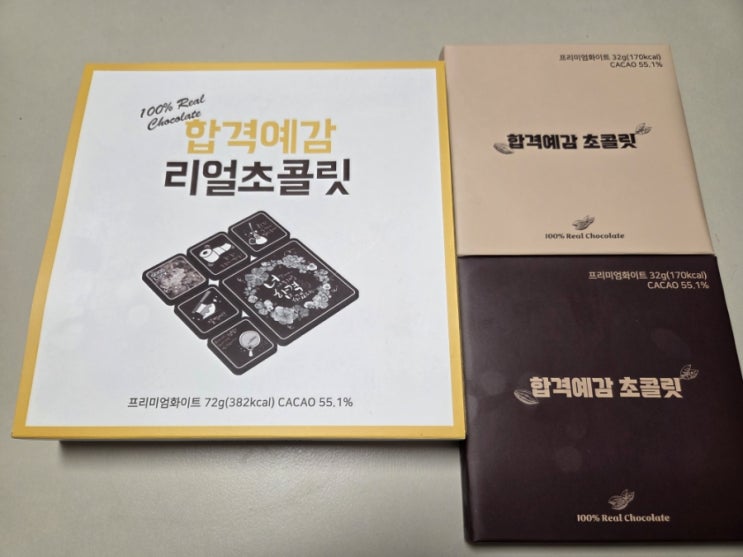 100% Real
Chocolate
합격예감
리얼초콜릿
너
합격
프리미엄화이트 72g(382kcal) CACAO 55.1%
프리미엄화이트 32g(170kcal)
CACAO 55.1%
합격예감 초콜릿
100% Real Chocolate
프리미엄화이트 32g(170kcal)
CACAO 55.1%
합격예감 초콜릿
100% Real Chocolate